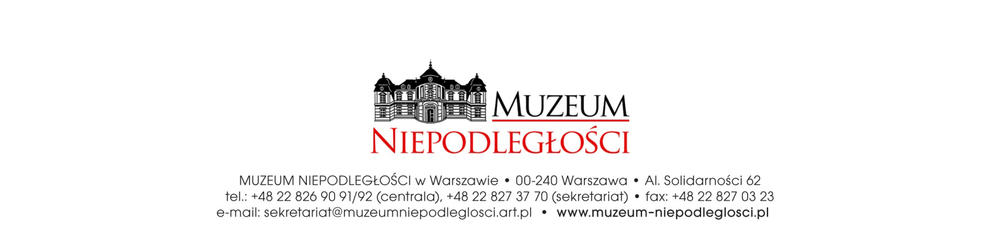 MUZEUM
NIEPODLEGŁOŚCI
MUZEUM NIEPODLEGŁOŚCI w Warszawie • 00-240 Warszawa • Al. Solidarności 62
tel.: +48 22 826 90 91/92 (centrala), +48 22 827 37 70 (sekretariat) • fax: +48 22 827 03 23
e-mail: sekretariat@muzeumniepodleglosci.art.pl • www.muzeum-niepodleglosci.pl